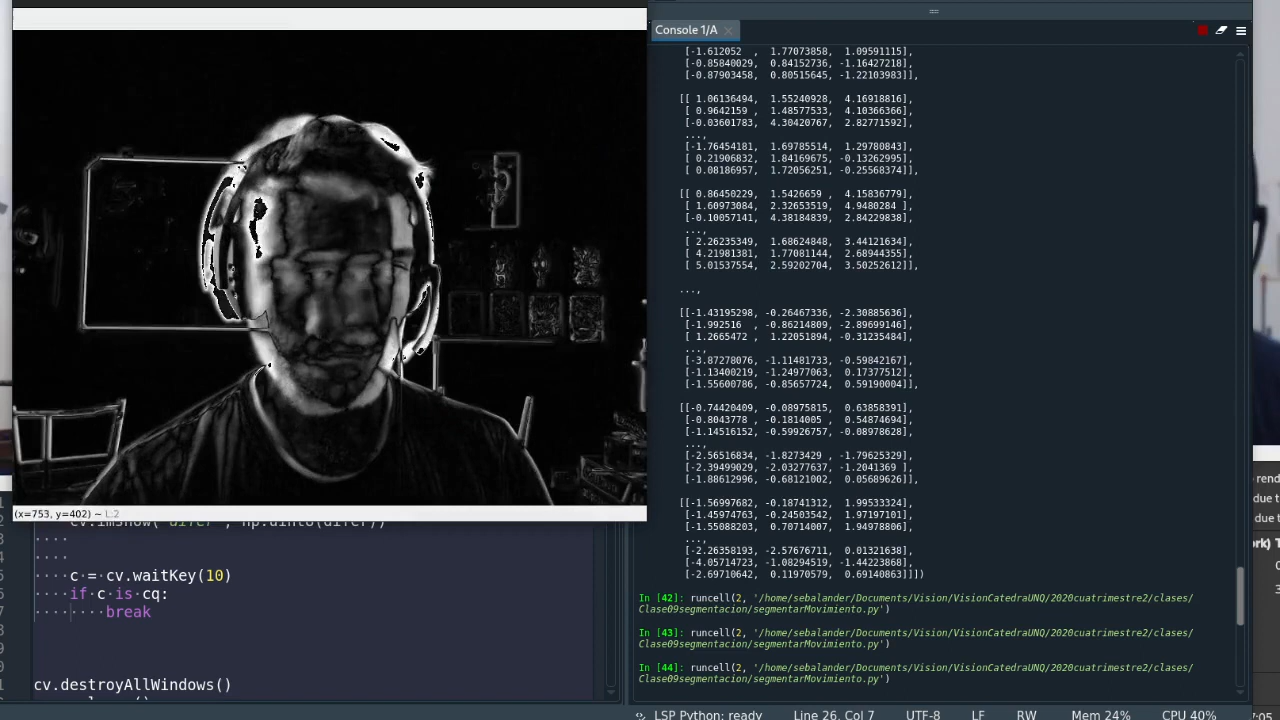 Console 1/A
[-1.612052  ,  1.77073858,  1.09591115],
[-0.85840029,  0.84152736, -1.16427218],
[-0.87903458,  0.80515645, -1.22103983]],
[[ 1.06136494,  1.55240928,  4.16918816],
[ 0.9642159 ,  1.48577533,  4.10366366],
[-0.03601783,  4.30420767,  2.82771592],
...,
[-1.76454181,  1.69785514,  1.29780843],
[ 0.21906832,  1.84169675, -0.13262995],
[ 0.08186957,  1.72056251, -0.25568374]],
[[ 0.86450229,  1.5426659 ,  4.15836779],
[ 1.60973084,  2.32653519,  4.9480284 ],
[-0.10057141,  4.38184839,  2.84229838],
...,
[ 2.26235349,  1.68624848,  3.44121634],
[ 4.21981381,  1.77081144,  2.68944355],
[ 5.01537554,  2.59202704,  3.50252612]],
...,
[[-1.43195298, -0.26467336, -2.30885636],
[-1.992516  , -0.86214809, -2.89699146],
[ 1.2665472 ,  1.22051894, -0.31235484],
...,
[-3.87278076, -1.11481733, -0.59842167],
[-1.13400219, -1.24977063,  0.17377512],
[-1.55600786, -0.85657724,  0.59190004]],
[[-0.74420409, -0.08975815,  0.63858391],
[-0.8043778 , -0.1814005 ,  0.54874694],
[-1.14516152, -0.59926757, -0.08978628],
...,
[-2.56516834, -1.8273429 , -1.79625329],
[-2.39499029, -2.03277637, -1.2041369 ],
[-1.88612996, -0.68121002,  0.05689626]],
[[-1.56997682, -0.18741312,  1.99533324],
[-1.45974763, -0.24503542,  1.97197101],
[-1.55088203,  0.70714007,  1.94978806],
...,
[-2.26358193, -2.57676711,  0.01321638],
[-4.05714723, -1.08294519, -1.44223868],
[-2.69710642,  0.11970579,  0.69140863]]])
In [42]: runcell(2, '/home/sebalander/Documents/Vision/VisionCatedraUNQ/2020cuatrimestre2/clases/
Clase09segmentacion/segmentarMovimiento.py')
In [43]: runcell(2, '/home/sebalander/Documents/Vision/VisionCatedraUNQ/2020cuatrimestre2/clases/
Clase09segmentacion/segmentarMovimiento.py')
In [44]: runcell(2, '/home/sebalander/Documents/Vision/VisionCatedraUNQ/2020cuatrimestre2/clases/
Clase09segmentacion/segmentarMovimiento.py')
(x=753, y=402) ~ L:2
c = cv.waitKey(10)
if c is cq:
break
cv.destroyAllWindows()
LSP Python: ready Line 26, Col 7 UTF-8 LF RW Mem 24% CPU 40%
due t
due t